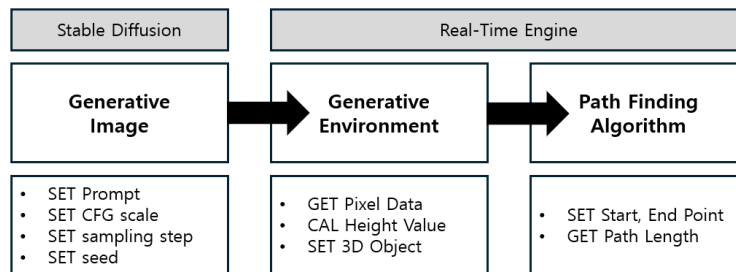 Stable Diffusion
Real-Time Engine
Generative
Image
Generative
Environment
Path Finding
Algorithm
• SET Prompt
• SET CFG scale
• SET sampling step
• SET seed
• GET Pixel Data
• CAL Height Value
• SET 3D Object
• SET Start, End Point
• GET Path Length